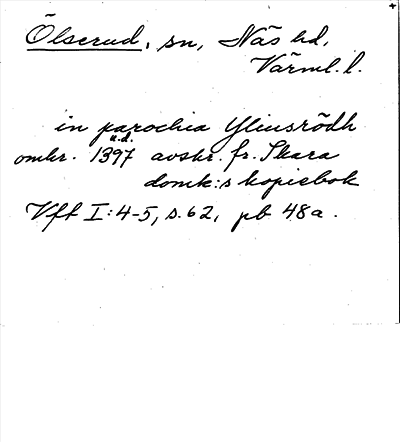 Ölserud, sn, Näs hd,
Värml. l.
in parochia Yliusrödh
u.d.
omkr. 1397 avskr. fr. Skara
domk:s kopiebok
Vft I:4-5, s. 62, pb 48a.